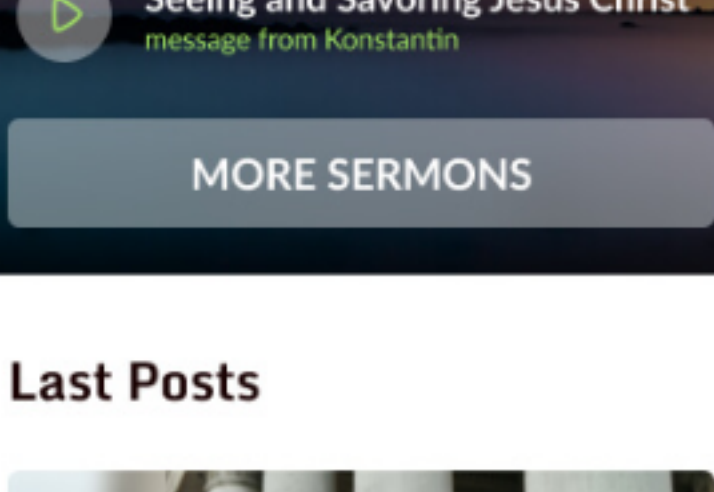 Seeing and Savoring Jesus Christ
message from Konstantin
MORE SERMONS
Last Posts